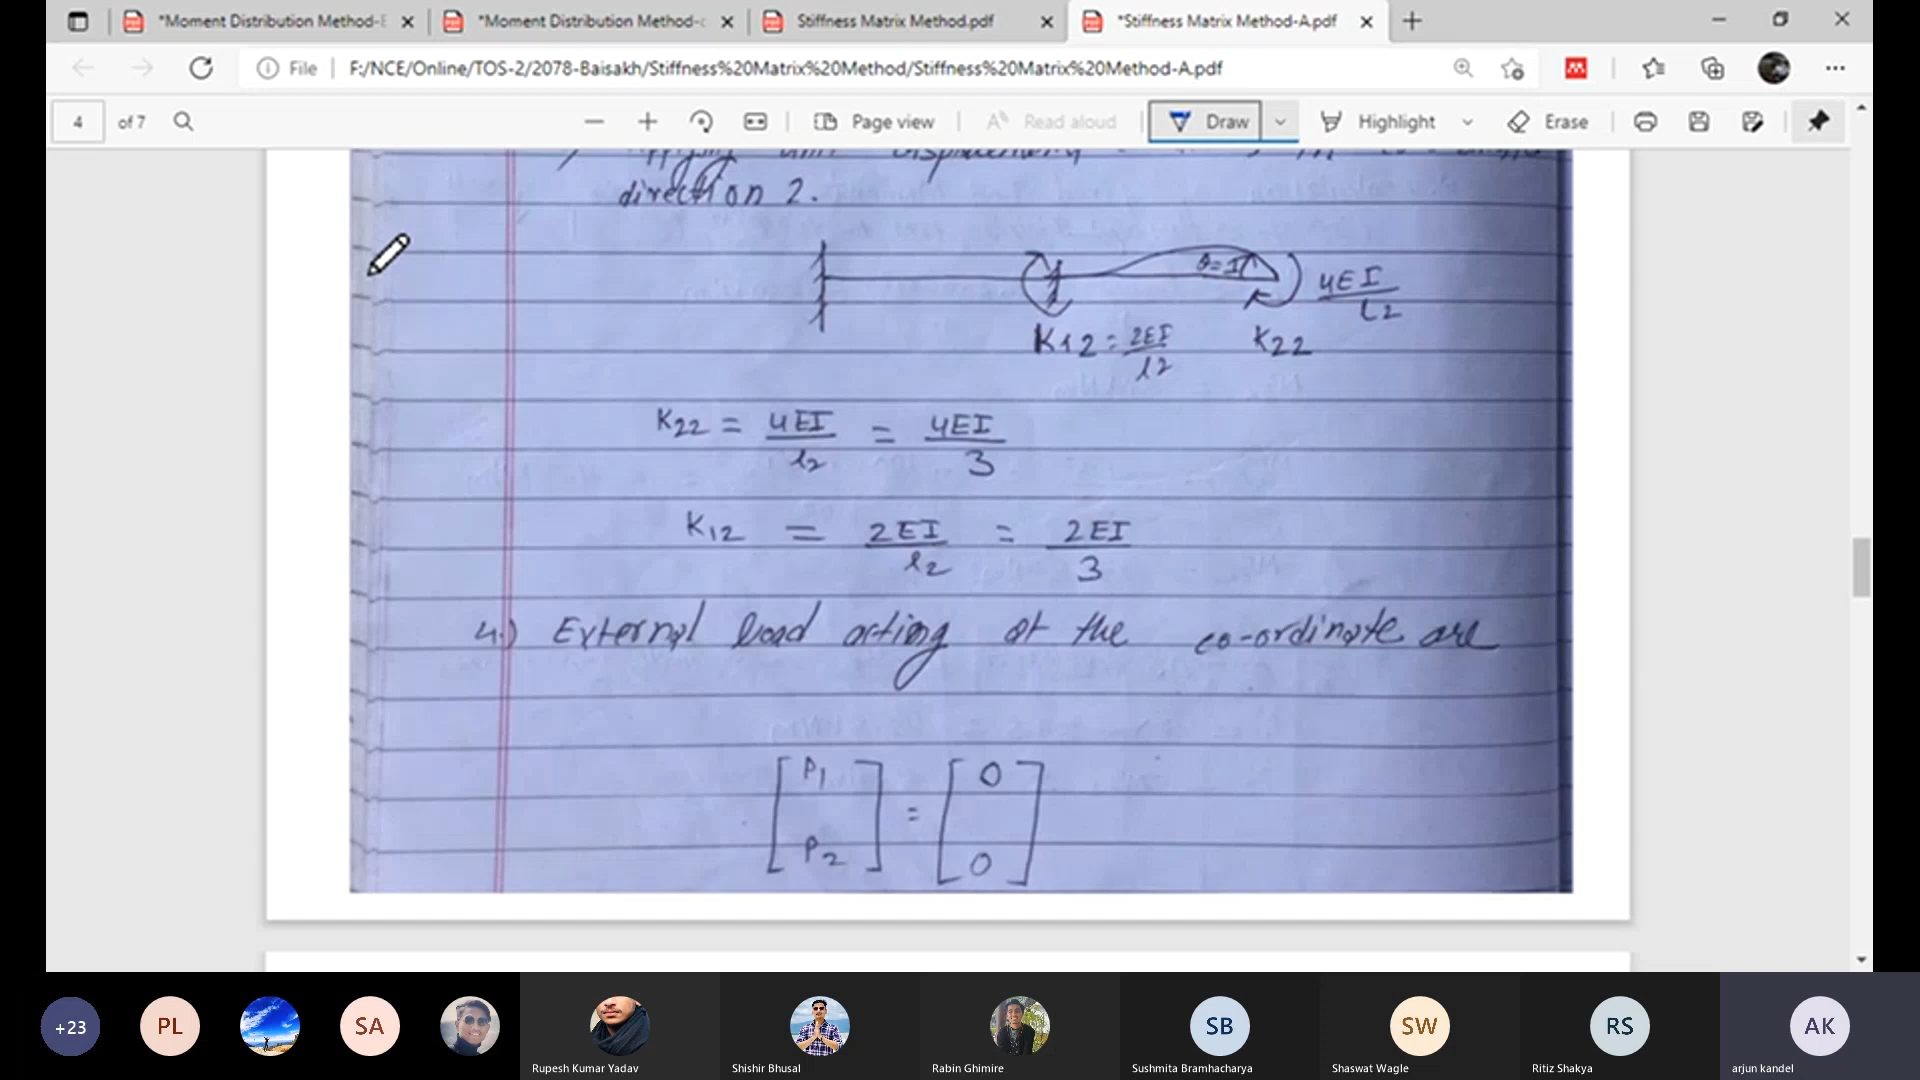 *Moment Distribution Method-E
*Moment Distribution Method-c
Stiffness Matrix Method.pdf
*Stiffness Matrix Method-A.pdf
File F:/NCE/Online/TOS-2/2078-Baisakh/Stiffness%20Matrix%20Method/Stiffness%20Matrix%20Method-A.pdf
4 of 7 Page view Read aloud Draw Highlight Erase
direction 2.
θ=1
4EI
l2
K12 = 2EI
l2
K22
K22 = 4EI / l2 = 4EI / 3
K12 = 2EI / l2 = 2EI / 3
4.) External load acting at the co-ordinate are
[P1 P2] = [0 0]
+23 PL SA SB SW RS AK
Rupesh Kumar Yadav Shishir Bhusal Rabin Ghimire Sushmita Bramhacharya Shaswat Wagle Ritiz Shakya arjun kandel